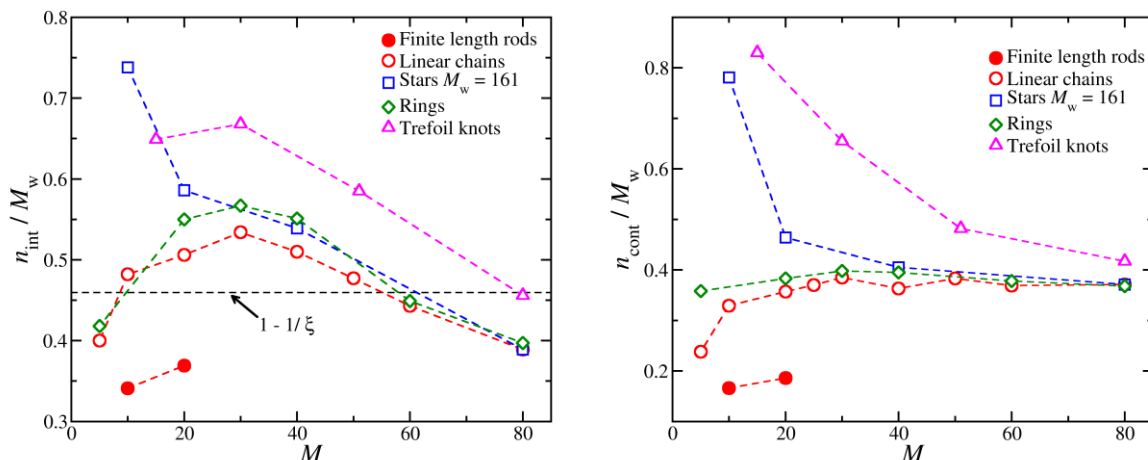 0.8
0.7
0.6
0.5
0.4
0.3
n_int / M_w
Finite length rods
Linear chains
Stars M_w = 161
Rings
Trefoil knots
1 - 1/ ξ
0 20 40 60 80
M
0.8
0.6
0.4
0.2
n_cont / M_w
Finite length rods
Linear chains
Stars M_w = 161
Rings
Trefoil knots
0 20 40 60 80
M